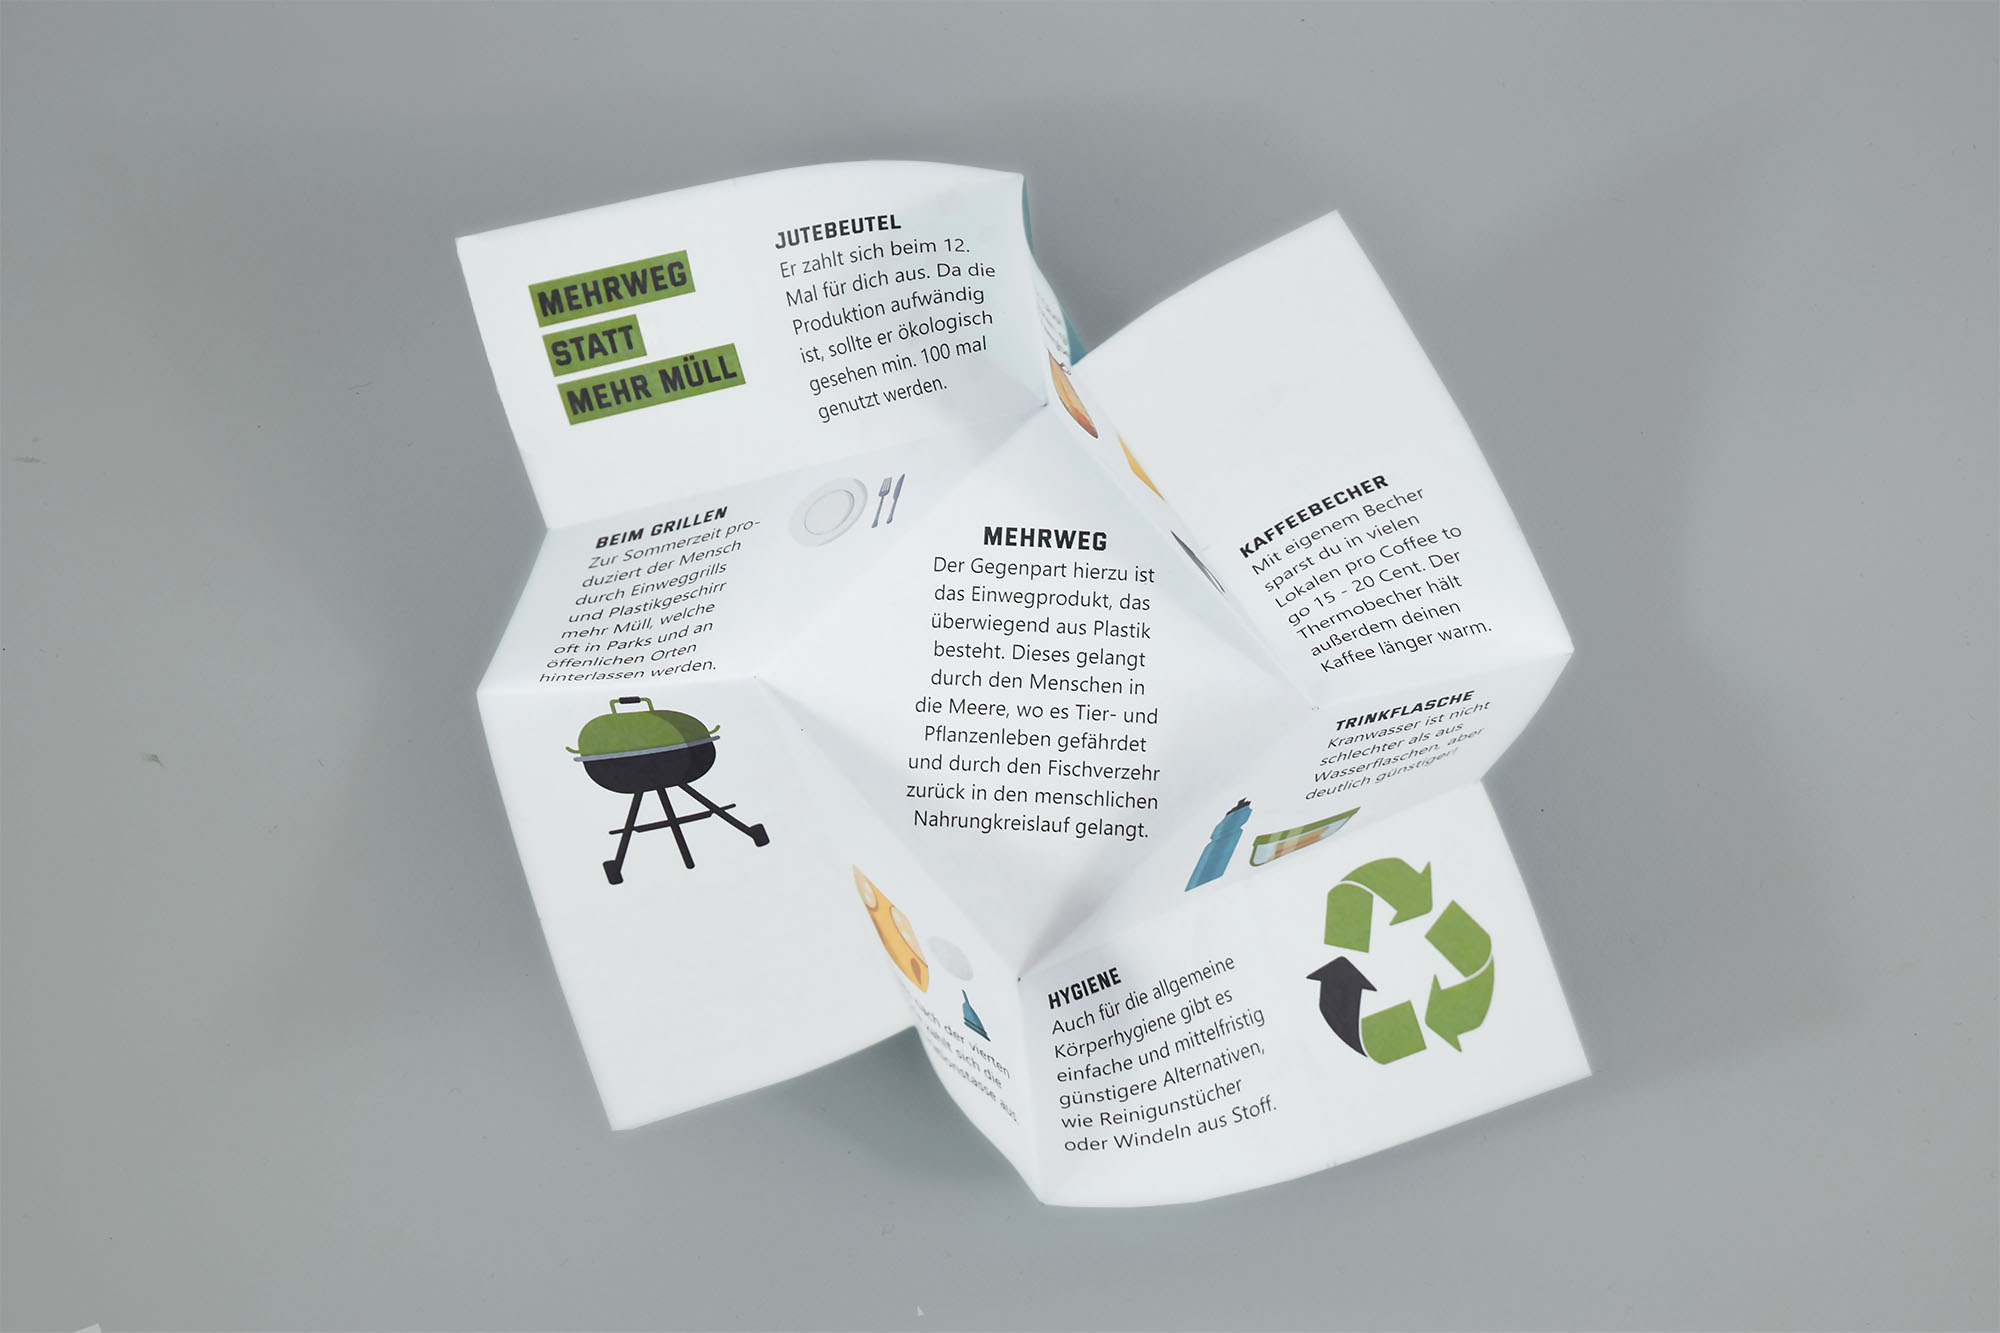 MEHRWEG
STATT
MEHR MÜLL
JUTEBEUTEL
Er zahlt sich beim 12.
Mal für dich aus. Da die
Produktion aufwändig
ist, sollte er ökologisch
gesehen min. 100 mal
genutzt werden.
BEIM GRILLEN
Zur Sommerzeit pro-
duziert der Mensch
durch Einweggrills
und Plastikgeschirr
mehr Müll, welche
oft in Parks und an
öffenlichen Orten
hinterlassen werden.
MEHRWEG
Der Gegenpart hierzu ist
das Einwegprodukt, das
überwiegend aus Plastik
besteht. Dieses gelangt
durch den Menschen in
die Meere, wo es Tier- und
Pflanzenleben gefährdet
und durch den Fischverzehr
zurück in den menschlichen
Nahrungkreislauf gelangt.
KAFFEEBECHER
Mit eigenem Becher
sparst du in vielen
Lokalen pro Coffee to
go 15 - 20 Cent. Der
Thermobecher hält
außerdem deinen
Kaffee länger warm.
TRINKFLASCHE
Kranwasser ist nicht
schlechter als aus
Wasserflaschen, aber
deutlich günstiger!
der vierten
sich die
aus
HYGIENE
Auch für die allgemeine
Körperhygiene gibt es
einfache und mittelfristig
günstigere Alternativen,
wie Reinigunstücher
oder Windeln aus Stoff.